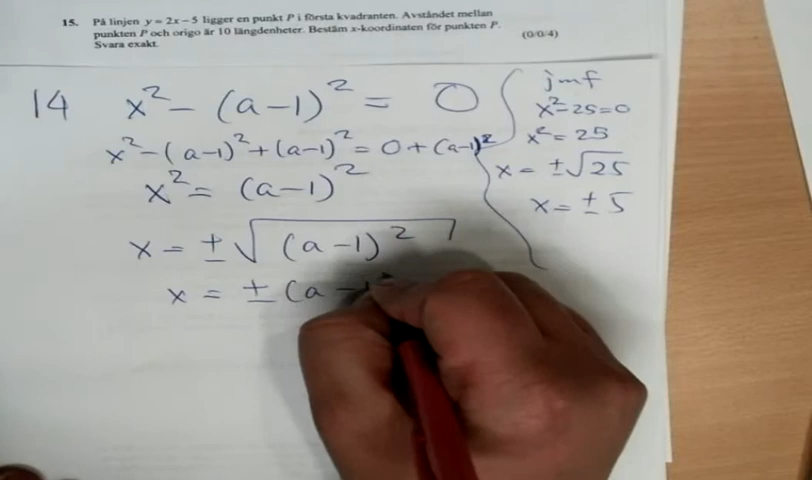 15. På linjen y = 2x – 5 ligger en punkt P i första kvadranten. Avståndet mellan
punkten P och origo är 10 längdenheter. Bestäm x-koordinaten för punkten P.
Svara exakt.
(0/0/4)
14 x² - (a-1)² = 0
x² - (a-1)² + (a-1)² = 0 + (a-1)²
x² = (a-1)²
x = ±√(a-1)²
x = ± (a-1
jmf
x²-25=0
x² = 25
x = ±√25
x = ± 5